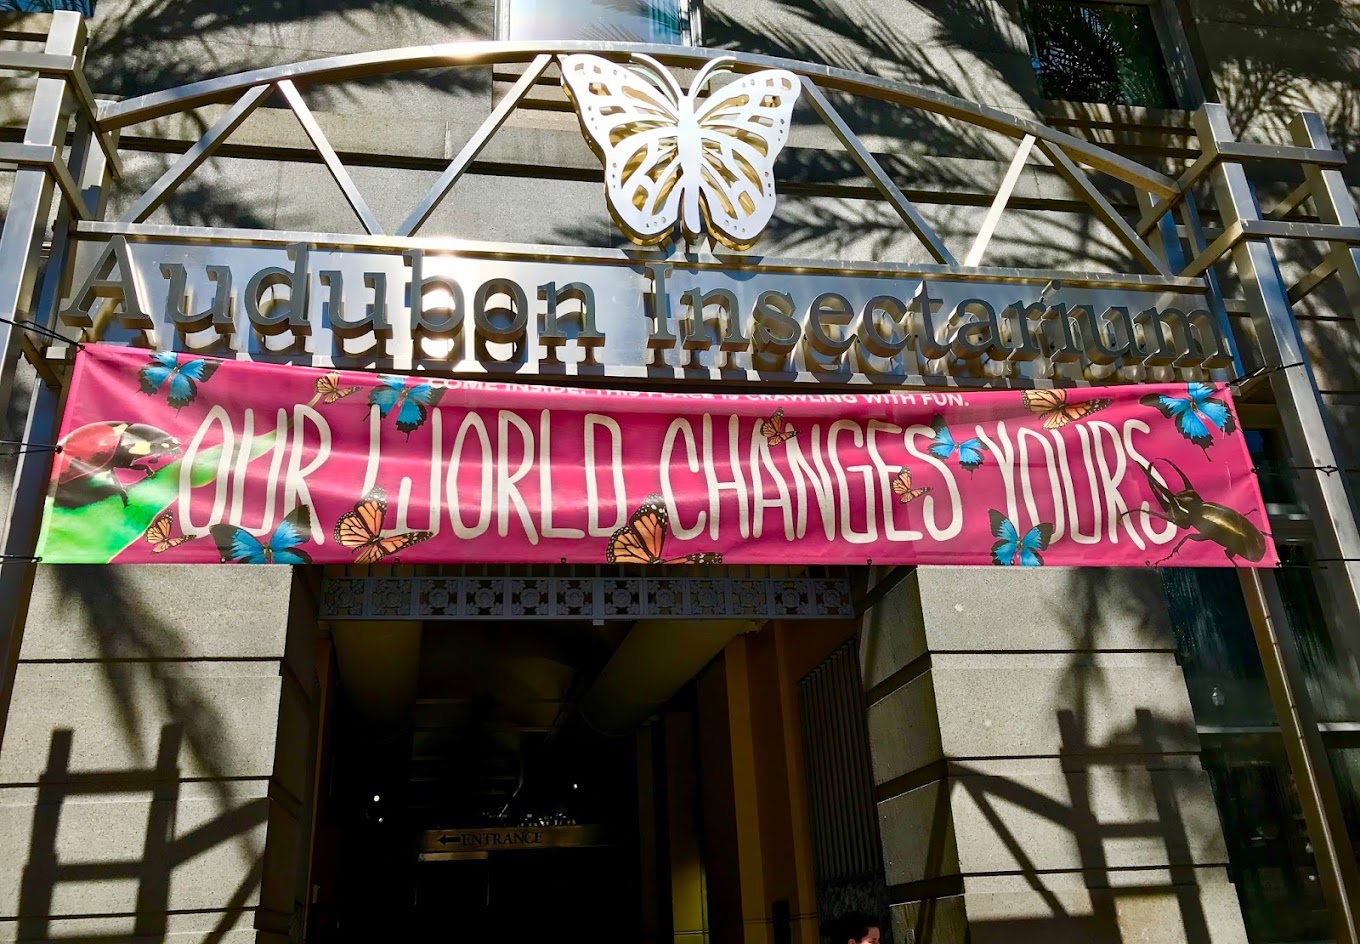 Audubon Insectarium
COME INSIDE. THIS PLACE IS CRAWLING WITH FUN.
OUR WORLD CHANGES YOURS
←ENTRANCE